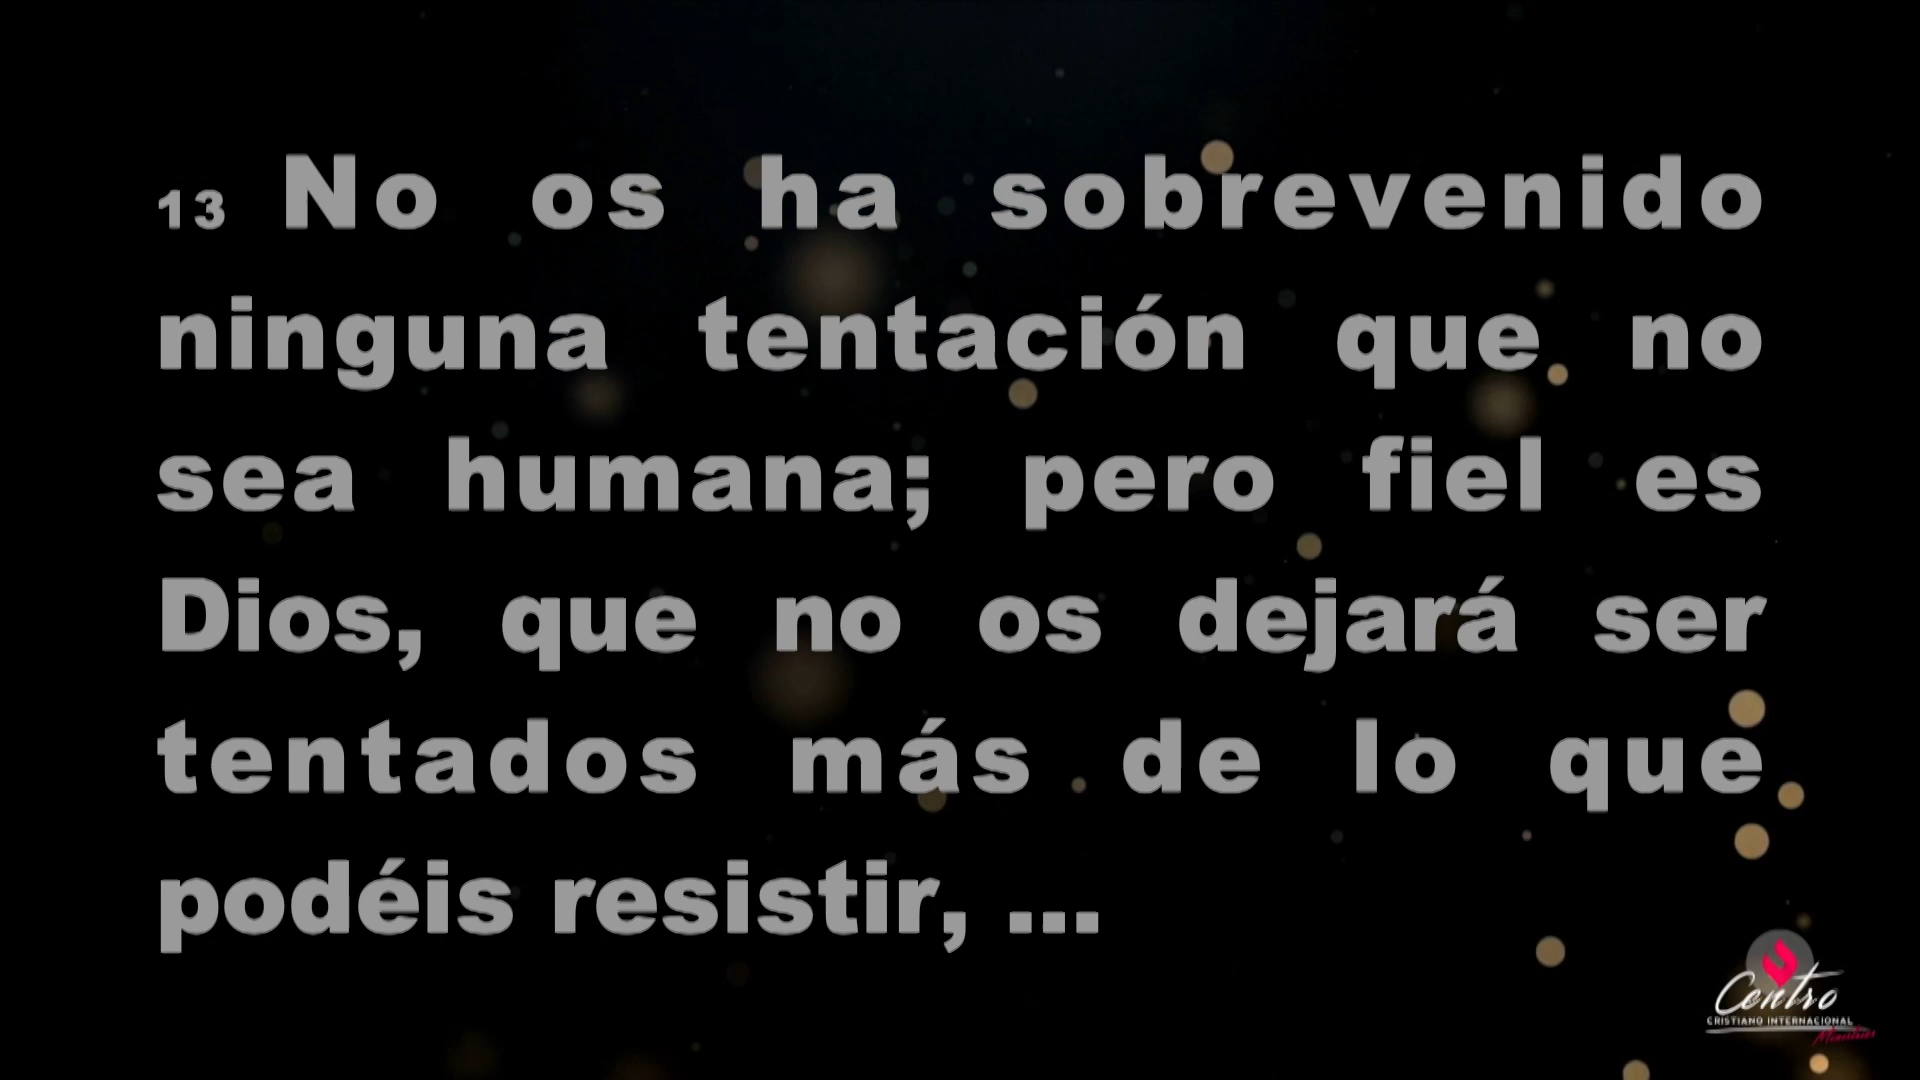 13 No os ha sobrevenido
ninguna tentación que no
sea humana; pero fiel es
Dios, que no os dejará ser
tentados más de lo que
podéis resistir, ...
Centro
CRISTIANO INTERNACIONAL
Ministries